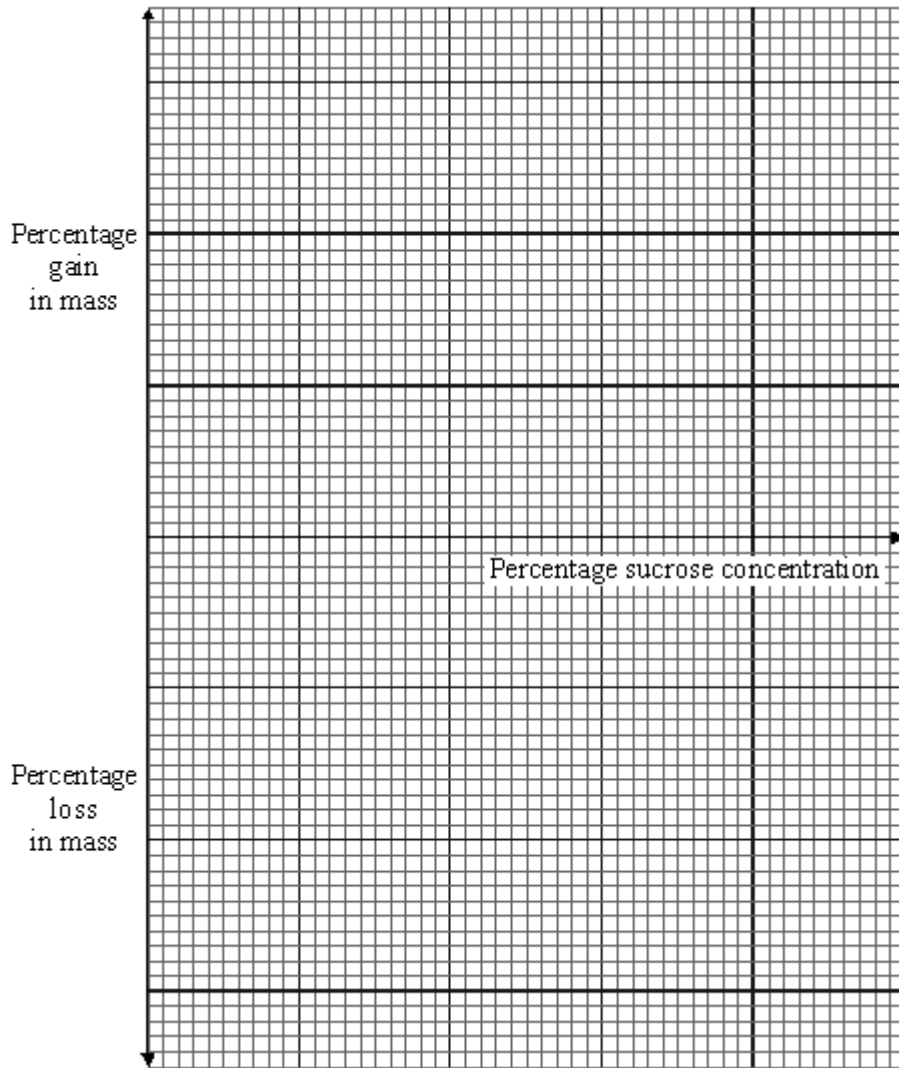 Percentage
gain
in mass
Percentage sucrose concentration
Percentage
loss
in mass